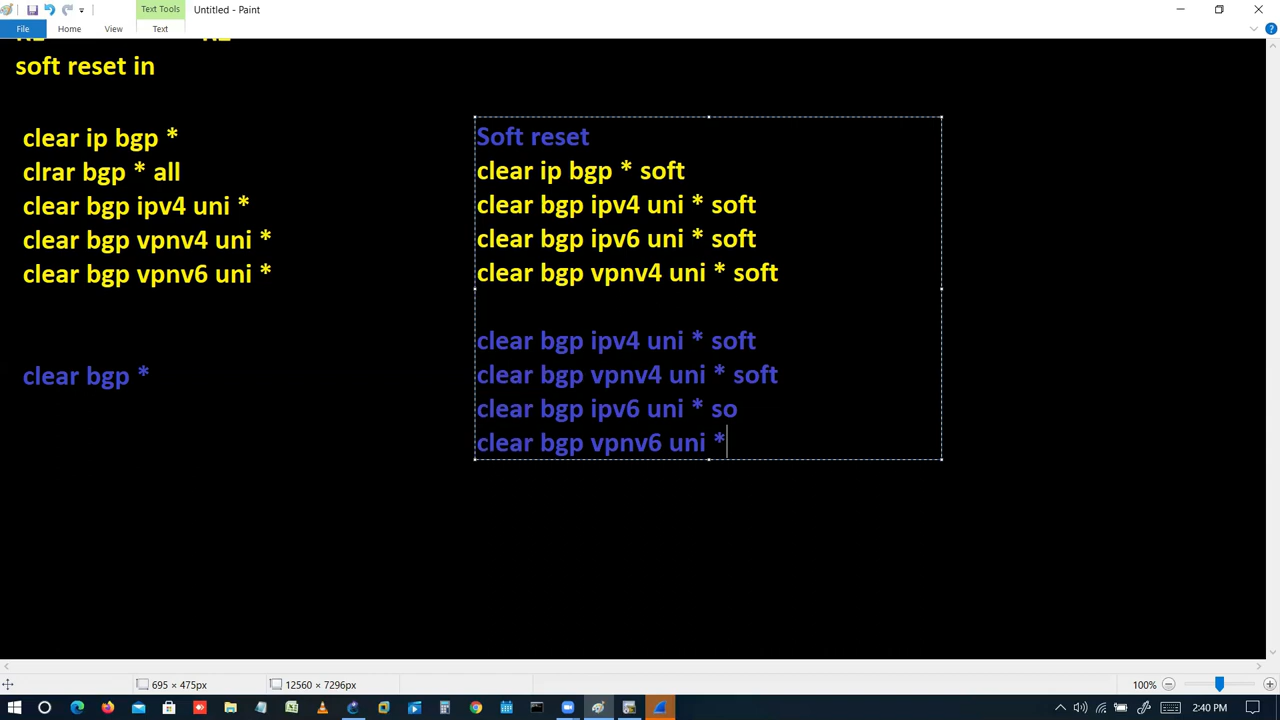 Text Tools
Untitled - Paint
File
Home
View
Text
soft reset in
clear ip bgp *
clrar bgp * all
clear bgp ipv4 uni *
clear bgp vpnv4 uni *
clear bgp vpnv6 uni *
clear bgp *
Soft reset
clear ip bgp * soft
clear bgp ipv4 uni * soft
clear bgp ipv6 uni * soft
clear bgp vpnv4 uni * soft
clear bgp ipv4 uni * soft
clear bgp vpnv4 uni * soft
clear bgp ipv6 uni * so
clear bgp vpnv6 uni *
695 × 475px
12560 × 7296px
100%
2:40 PM